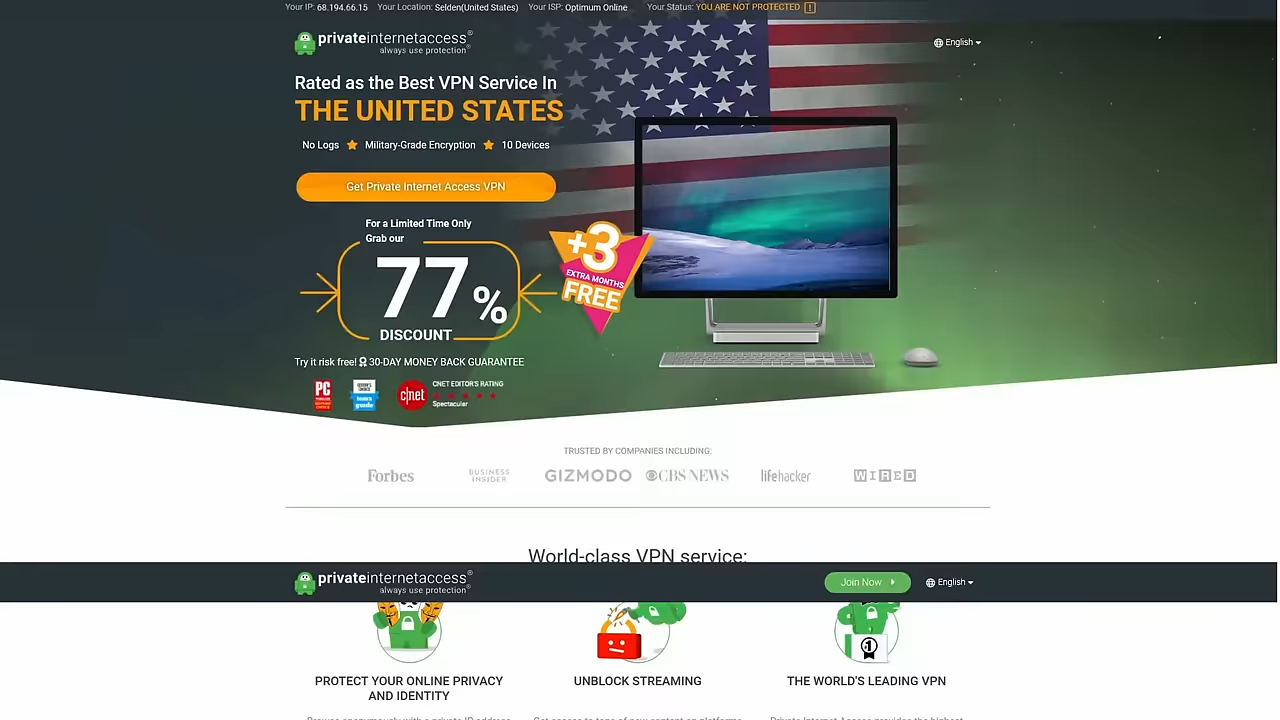 Your IP: 68.194.66.15 Your Location: Selden(United States) Your ISP: Optimum Online Your Status: YOU ARE NOT PROTECTED
privateinternetaccess®
always use protection®
English
Rated as the Best VPN Service In
THE UNITED STATES
No Logs Military-Grade Encryption 10 Devices
Get Private Internet Access VPN
For a Limited Time Only
Grab our
77%
DISCOUNT
+3
EXTRA MONTHS
FREE
Try it risk free! 30-DAY MONEY BACK GUARANTEE
PC
c|net
CNET EDITOR'S RATING
Spectacular
TRUSTED BY COMPANIES INCLUDING:
Forbes
BUSINESS
INSIDER
GIZMODO
CBS NEWS
lifehacker
WIRED
World-class VPN service:
privateinternetaccess®
always use protection®
Join Now
English
#1
PROTECT YOUR ONLINE PRIVACY
AND IDENTITY
UNBLOCK STREAMING
THE WORLD'S LEADING VPN